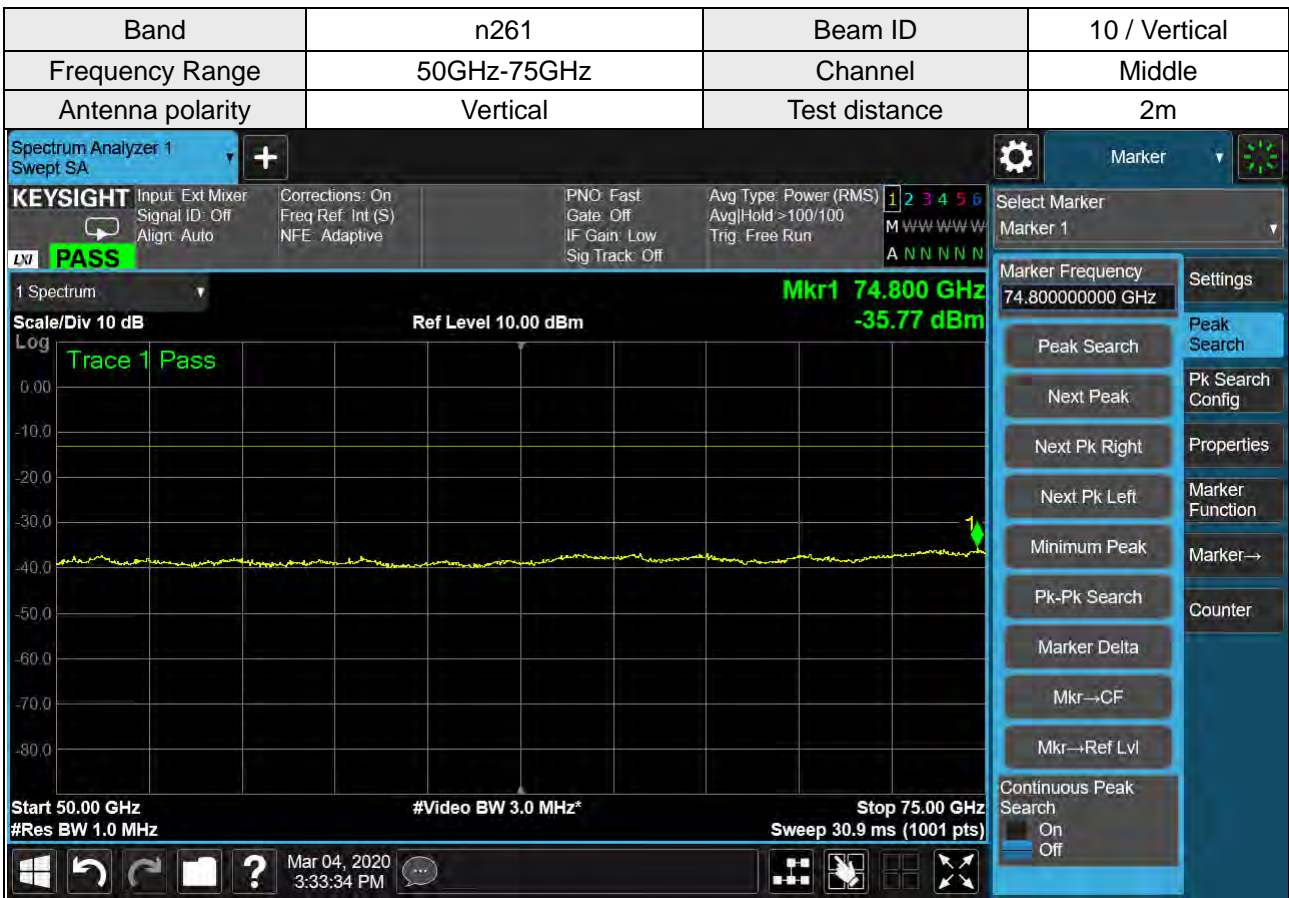 Band n261 Beam ID 10 / Vertical
Frequency Range 50GHz-75GHz Channel Middle
Antenna polarity Vertical Test distance 2m
Spectrum Analyzer 1
Swept SA
+
Marker
KEYSIGHT
LXI
PASS
Input: Ext Mixer
Signal ID: Off
Align: Auto
Corrections: On
Freq Ref: Int (S)
NFE: Adaptive
PNO: Fast
Gate: Off
IF Gain: Low
Sig Track: Off
Avg Type: Power (RMS)
Avg|Hold:>100/100
Trig: Free Run
1 2 3 4 5 6
M W W W W W
A N N N N N
Select Marker
Marker 1
1 Spectrum
Scale/Div 10 dB
Ref Level 10.00 dBm
Mkr1 74.800 GHz
-35.77 dBm
Log
Trace 1 Pass
0.00
-10.0
-20.0
-30.0
-40.0
-50.0
-60.0
-70.0
-80.0
1
Start 50.00 GHz
#Video BW 3.0 MHz*
Stop 75.00 GHz
#Res BW 1.0 MHz
Sweep 30.9 ms (1001 pts)
Marker Frequency
74.800000000 GHz
Peak Search
Next Peak
Next Pk Right
Next Pk Left
Minimum Peak
Pk-Pk Search
Marker Delta
Mkr→CF
Mkr→Ref Lvl
Continuous Peak
Search
On
Off
Settings
Peak
Search
Pk Search
Config
Properties
Marker
Function
Marker→
Counter
?
Mar 04, 2020
3:33:34 PM